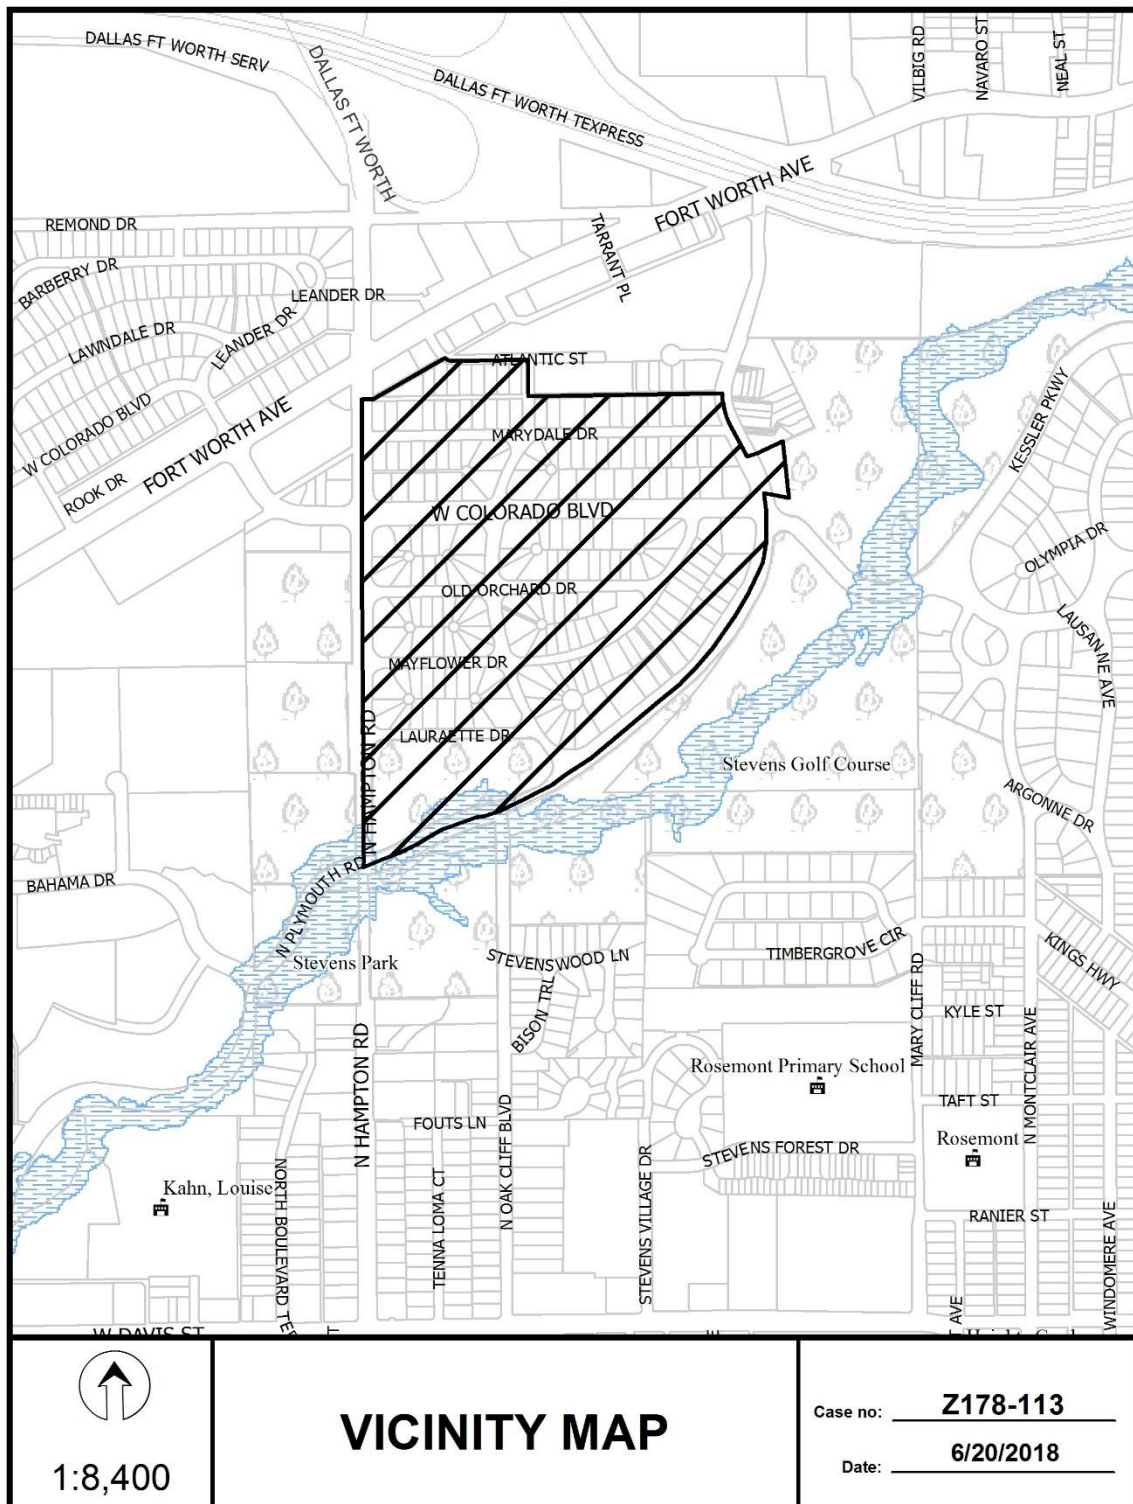 DALLAS FT WORTH SERV
DALLAS FT WORTH
DALLAS FT WORTH TEXPRESS
VILBIG RD
NAVARO ST
NEAL ST
FORT WORTH AVE
REMOND DR
TARRANT PL
BARBERRY DR
LEANDER DR
LAWNDALE DR
LEANDER DR
ATLANTIC ST
W COLORADO BLVD
FORT WORTH AVE
ROOK DR
KESSLER PKWY
MARYDALE DR
W COLORADO BLVD
OLYMPIA DR
OLD ORCHARD DR
LAUSANNE AVE
MAYFLOWER DR
N HAMPTON RD
LAURAETTE DR
Stevens Golf Course
ARGONNE DR
BAHAMA DR
N PLYMOUTH RD
Stevens Park
STEVENSWOOD LN
TIMBERGROVE CIR
KINGS HWY
BISON TRL
MARY CLIFF RD
KYLE ST
N MONTCLAIR AVE
N HAMPTON RD
Rosemont Primary School
TAFT ST
FOUTS LN
N OAK CLIFF BLVD
Rosemont
STEVENS FOREST DR
Kahn, Louise
NORTH BOULEVARD TER
TENNA LOMA CT
STEVENS VILLAGE DR
RANIER ST
WINDOMERE AVE
W DAVIS ST
AVE
1:8,400
VICINITY MAP
Case no: Z178-113
Date: 6/20/2018